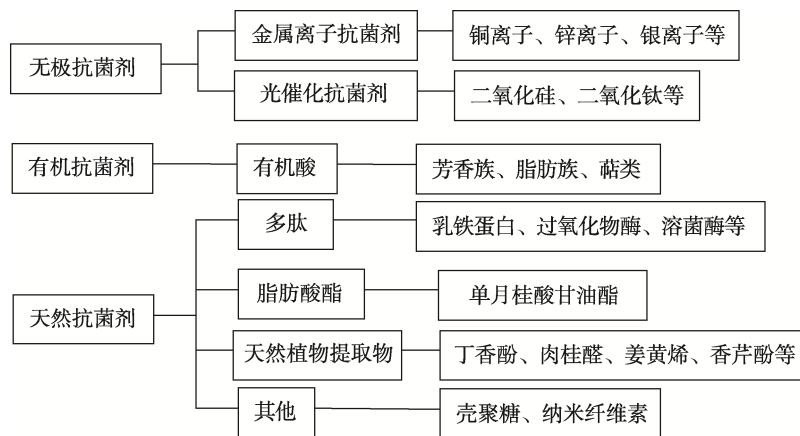 金属离子抗菌剂
铜离子、锌离子、银离子等
无极抗菌剂
光催化抗菌剂
二氧化硅、二氧化钛等
有机抗菌剂
有机酸
芳香族、脂肪族、萜类
多肽
乳铁蛋白、过氧化物酶、溶菌酶等
天然抗菌剂
脂肪酸酯
单月桂酸甘油酯
天然植物提取物
丁香酚、肉桂醛、姜黄烯、香芹酚等
其他
壳聚糖、纳米纤维素